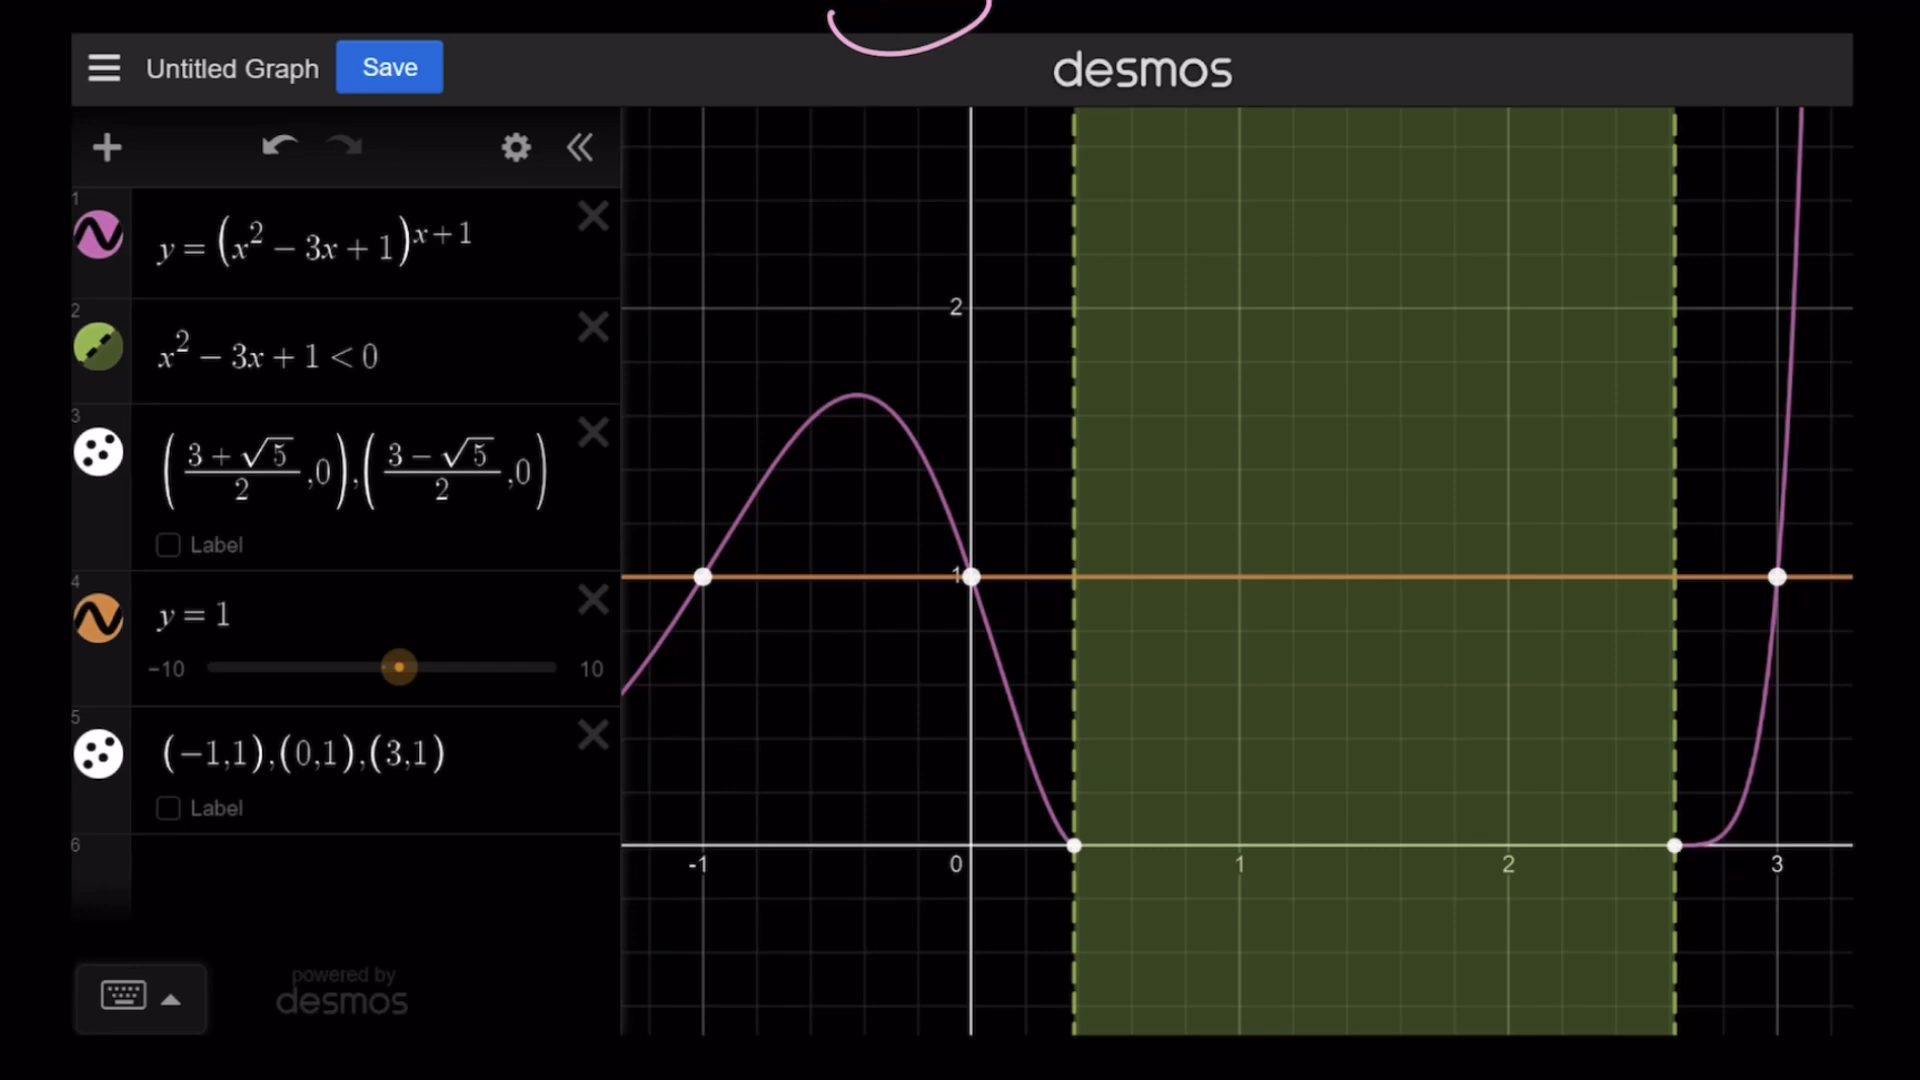 Untitled Graph Save desmos
1
y = (x² − 3x + 1)^{x+1}
2
x² − 3x + 1 < 0
3
((3 + √5)/2 ,0),((3 − √5)/2 ,0)
Label
4
y = 1
−10 10
5
(−1,1),(0,1),(3,1)
Label
6
powered by
desmos
2
1
-1 0 1 2 3